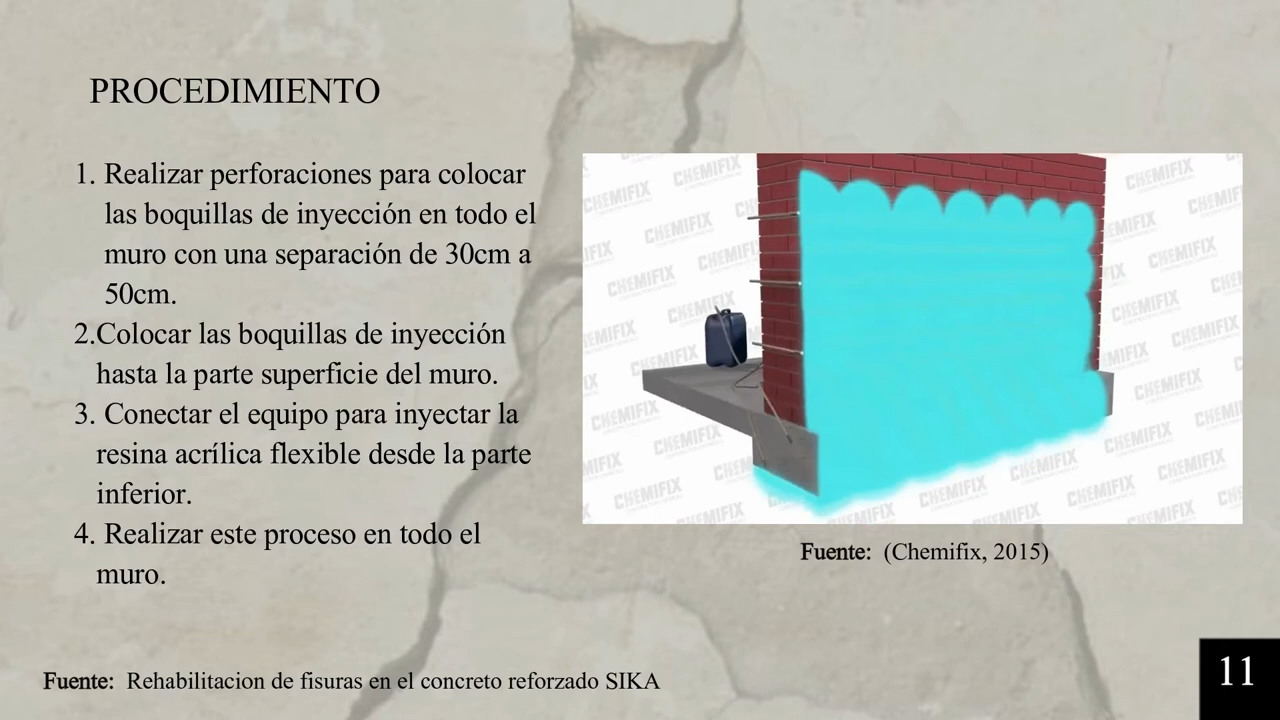 PROCEDIMIENTO
1. Realizar perforaciones para colocar
las boquillas de inyección en todo el
muro con una separación de 30cm a
50cm.
2.Colocar las boquillas de inyección
hasta la parte superficie del muro.
3. Conectar el equipo para inyectar la
resina acrílica flexible desde la parte
inferior.
4. Realizar este proceso en todo el
muro.
CHEMIFIX
Fuente: (Chemifix, 2015)
Fuente: Rehabilitacion de fisuras en el concreto reforzado SIKA
11